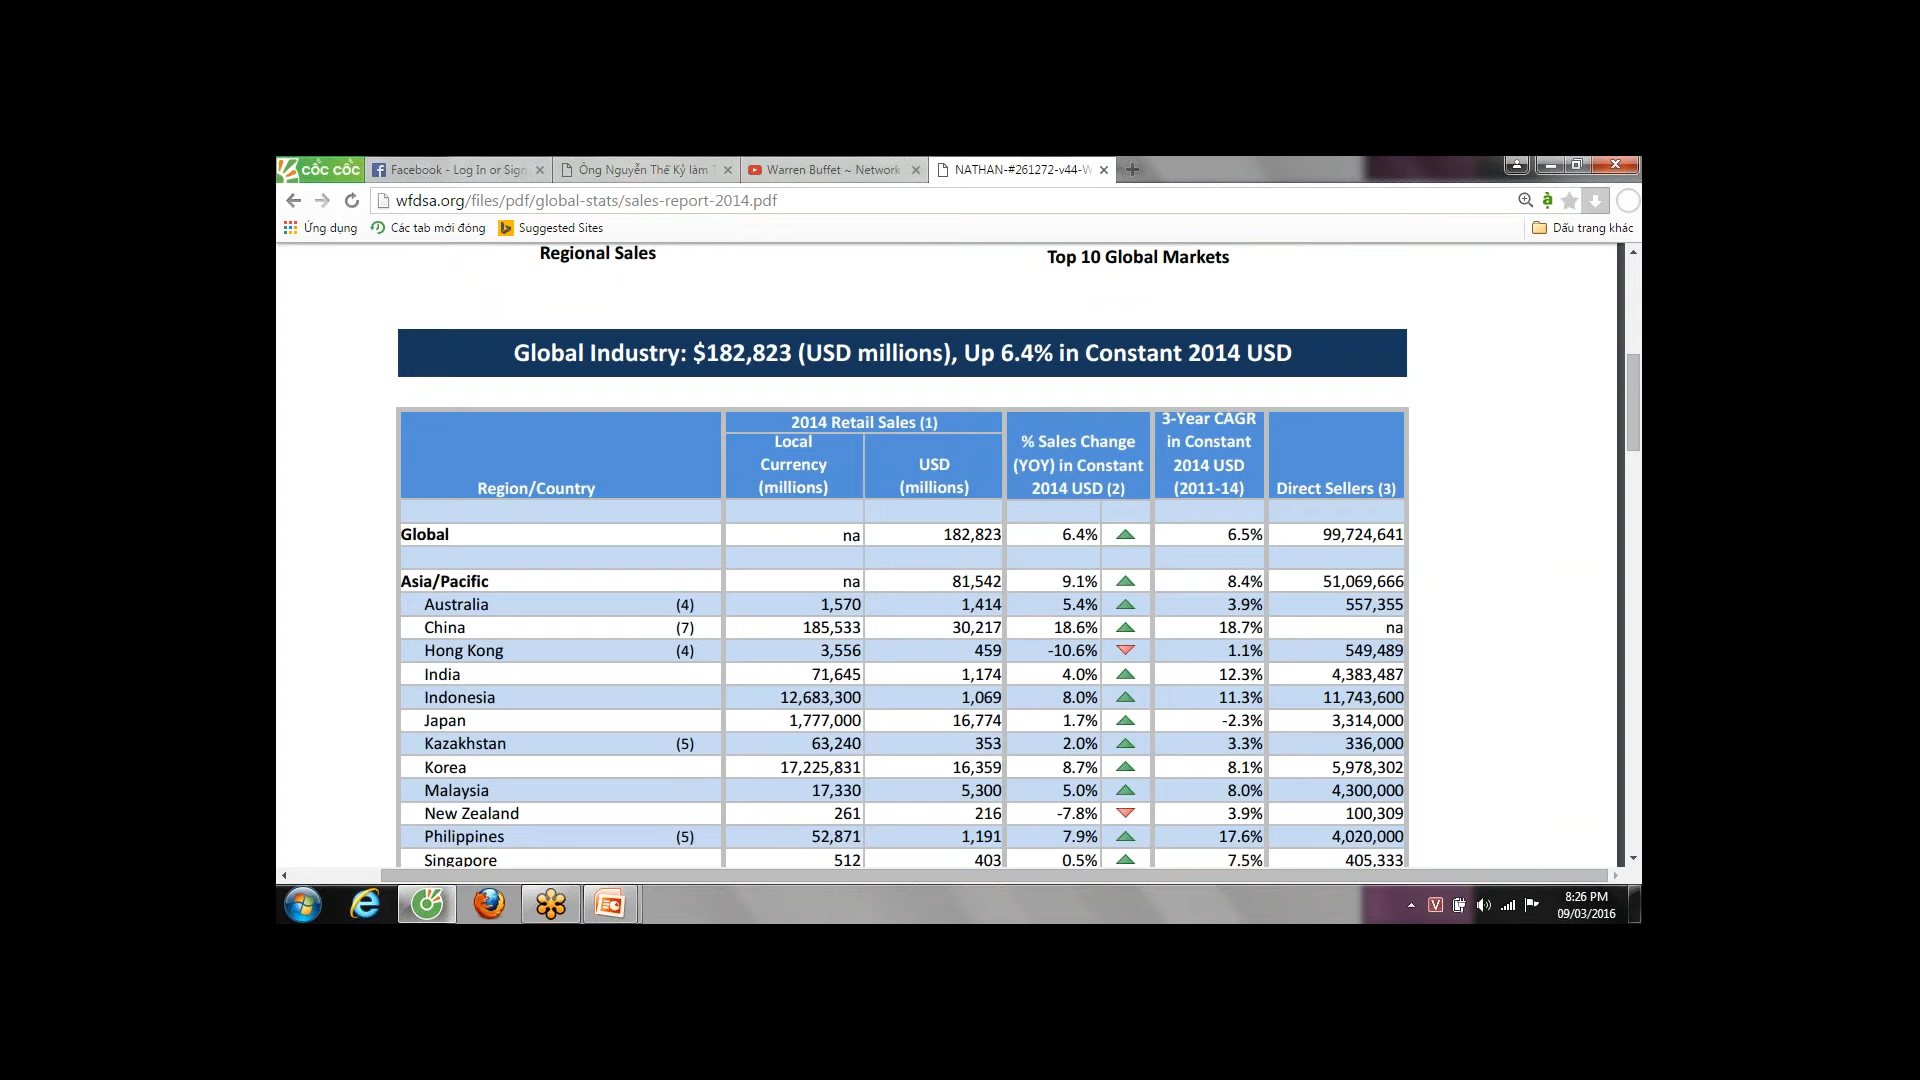 cốc cốc
Facebook - Log In or Sign
Ông Nguyễn Thế Kỷ làm T
Warren Buffet ~ Network
NATHAN-#261272-v44-W
wfdsa.org/files/pdf/global-stats/sales-report-2014.pdf
Ứng dụng
Các tab mới đóng
Suggested Sites
Dấu trang khác
Regional Sales
Top 10 Global Markets
Global Industry: $182,823 (USD millions), Up 6.4% in Constant 2014 USD
Region/Country
2014 Retail Sales (1)
Local
Currency
(millions)
USD
(millions)
% Sales Change
(YOY) in Constant
2014 USD (2)
3-Year CAGR
in Constant
2014 USD
(2011-14)
Direct Sellers (3)
Global na 182,823 6.4% 6.5% 99,724,641
Asia/Pacific na 81,542 9.1% 8.4% 51,069,666
Australia (4) 1,570 1,414 5.4% 3.9% 557,355
China (7) 185,533 30,217 18.6% 18.7% na
Hong Kong (4) 3,556 459 -10.6% 1.1% 549,489
India 71,645 1,174 4.0% 12.3% 4,383,487
Indonesia 12,683,300 1,069 8.0% 11.3% 11,743,600
Japan 1,777,000 16,774 1.7% -2.3% 3,314,000
Kazakhstan (5) 63,240 353 2.0% 3.3% 336,000
Korea 17,225,831 16,359 8.7% 8.1% 5,978,302
Malaysia 17,330 5,300 5.0% 8.0% 4,300,000
New Zealand 261 216 -7.8% 3.9% 100,309
Philippines (5) 52,871 1,191 7.9% 17.6% 4,020,000
Singapore 512 403 0.5% 7.5% 405,333
8:26 PM
09/03/2016